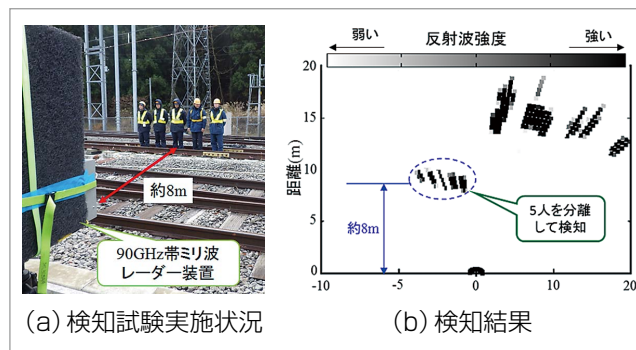 約8m
90GHz帯ミリ波
レーダー装置
(a) 検知試験実施状況
弱い 反射波強度 強い
距離(m)
20
15
10
5
0
約8m
5人を分離
して検知
-10 -5 0 5 10 20
(b) 検知結果